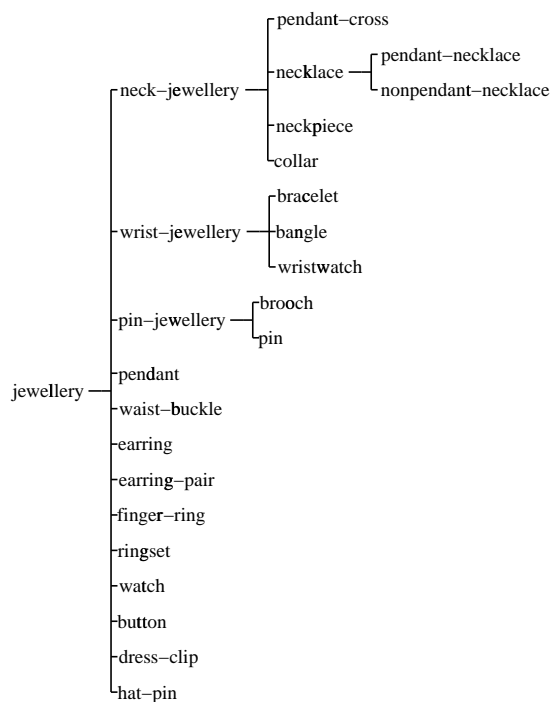 pendant−cross
pendant−necklace
necklace
nonpendant−necklace
neck−jewellery
neckpiece
collar
bracelet
wrist−jewellery
bangle
wristwatch
brooch
pin−jewellery
pin
pendant
jewellery
waist−buckle
earring
earring−pair
finger−ring
ringset
watch
button
dress−clip
hat−pin